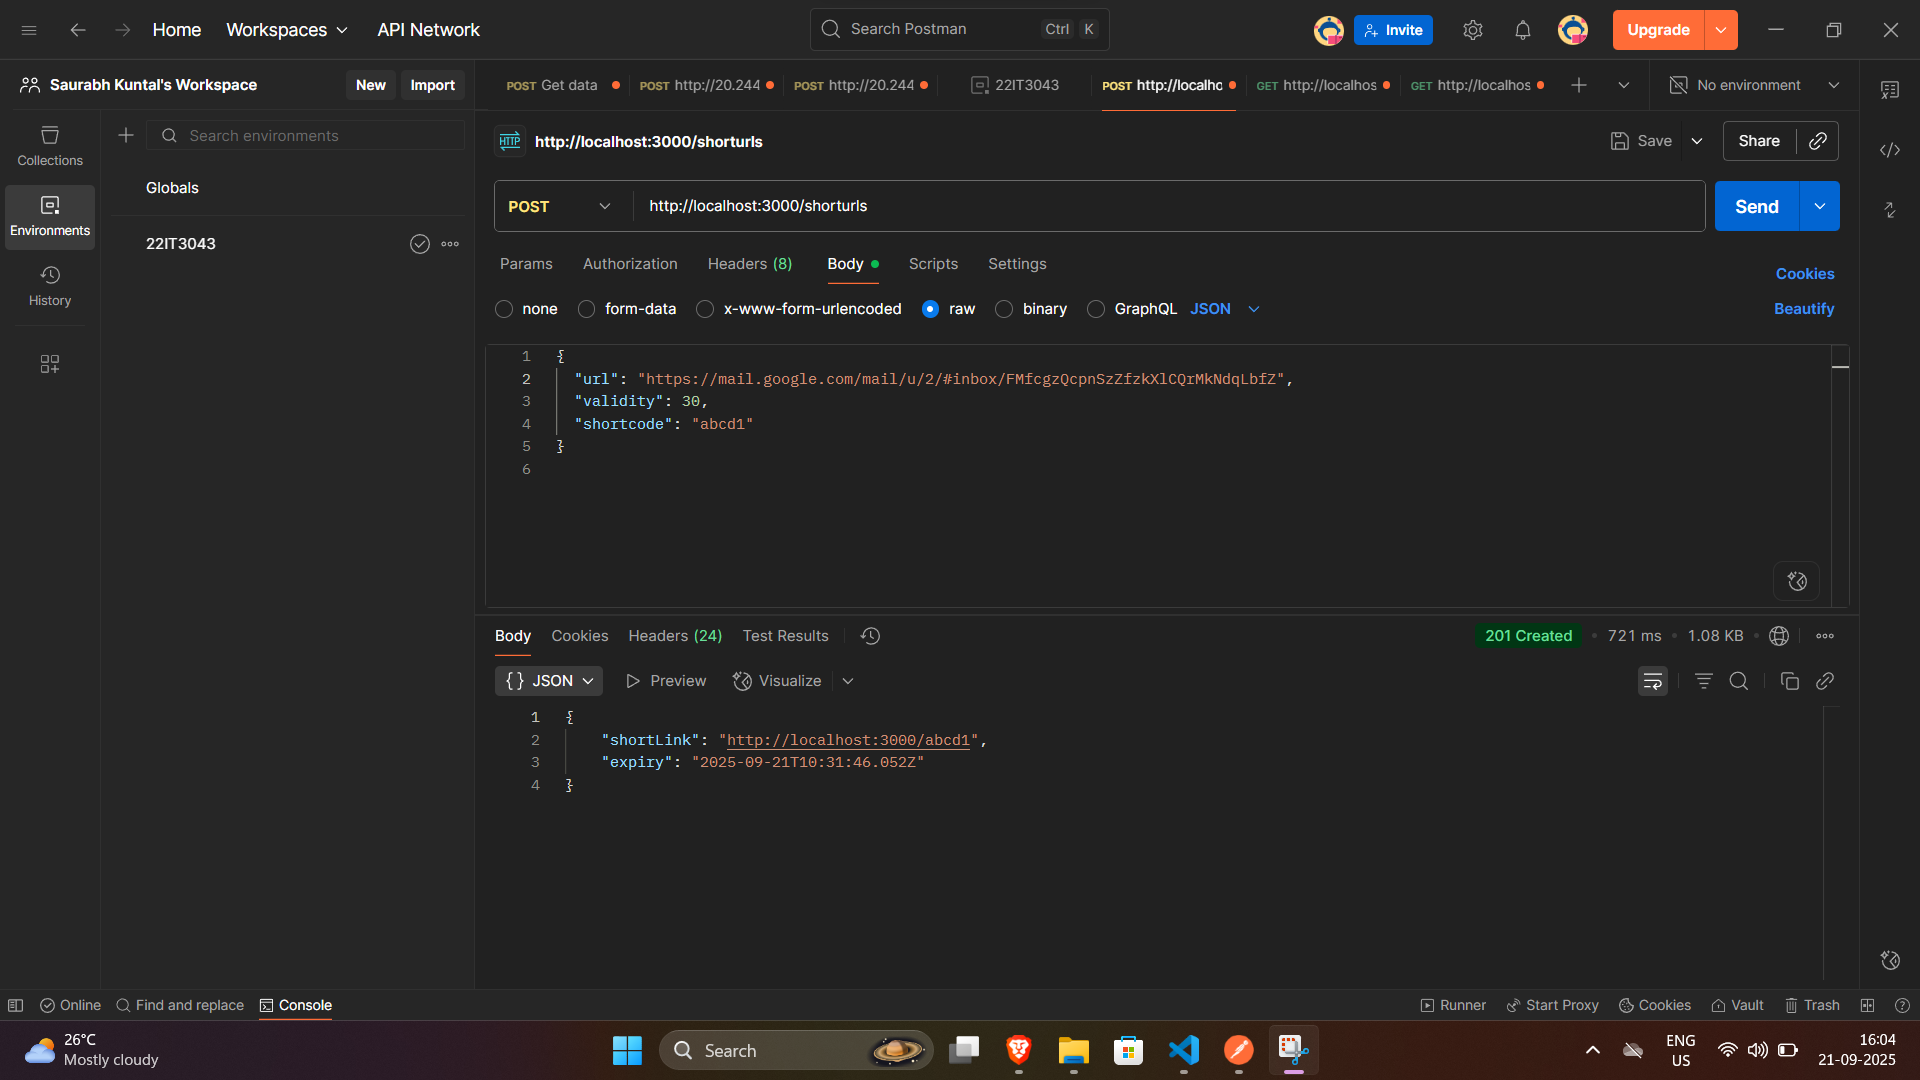 Home Workspaces API Network Search Postman Ctrl K Invite Upgrade
Saurabh Kuntal's Workspace New Import POST Get data POST http://20.244 POST http://20.244 22IT3043 POST http://localho GET http://localhos GET http://localhos No environment
Search environments HTTP http://localhost:3000/shorturls Save Share
Collections
Globals
Environments
22IT3043
History
POST http://localhost:3000/shorturls Send
Params Authorization Headers (8) Body Scripts Settings Cookies
none form-data x-www-form-urlencoded raw binary GraphQL JSON Beautify
1 {
2 "url": "https://mail.google.com/mail/u/2/#inbox/FMfcgzQcpnSzZfzkXlCQrMkNdqLbfZ",
3 "validity": 30,
4 "shortcode": "abcd1"
5 }
6
Body Cookies Headers (24) Test Results 201 Created 721 ms 1.08 KB
{} JSON Preview Visualize
1 {
2 "shortLink": "http://localhost:3000/abcd1",
3 "expiry": "2025-09-21T10:31:46.052Z"
4 }
Online Find and replace Console Runner Start Proxy Cookies Vault Trash
26°C
Mostly cloudy
Search
ENG
US
16:04
21-09-2025